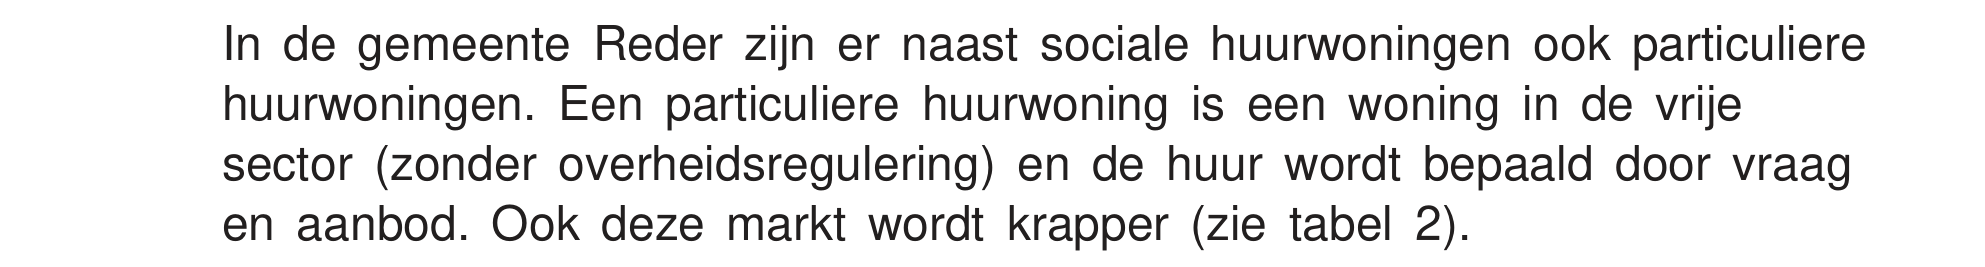 In de gemeente Reder zijn er naast sociale huurwoningen ook particuliere
huurwoningen. Een particuliere huurwoning is een woning in de vrije
sector (zonder overheidsregulering) en de huur wordt bepaald door vraag
en aanbod. Ook deze markt wordt krapper (zie tabel 2).